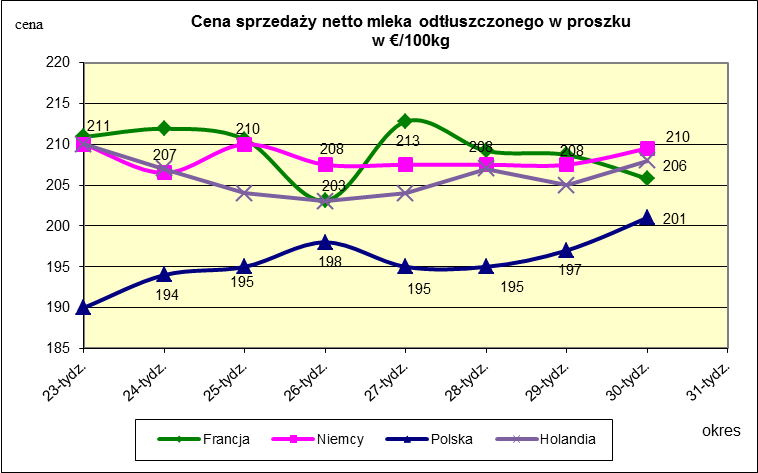 cena
Cena sprzedaży netto mleka odtłuszczonego w proszku
w €/100kg
220
215
210
205
200
195
190
185
211
207
210
208
203
213
208
208
210
206
194
195
198
195
195
197
201
23-tydz.
24-tydz.
25-tydz.
26-tydz.
27-tydz.
28-tydz.
29-tydz.
30-tydz.
31-tydz.
okres
Francja
Niemcy
Polska
Holandia